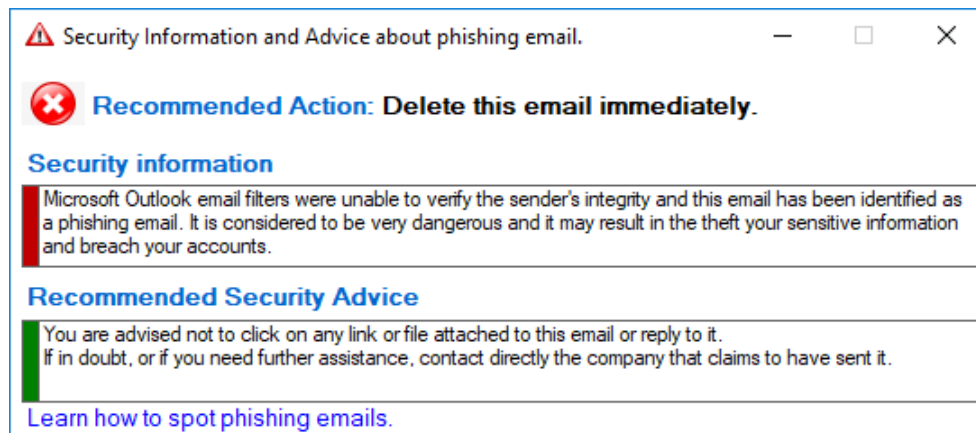 Security Information and Advice about phishing email.
Recommended Action: Delete this email immediately.
Security information
Microsoft Outlook email filters were unable to verify the sender's integrity and this email has been identified as
a phishing email. It is considered to be very dangerous and it may result in the theft your sensitive information
and breach your accounts.
Recommended Security Advice
You are advised not to click on any link or file attached to this email or reply to it.
If in doubt, or if you need further assistance, contact directly the company that claims to have sent it.
Learn how to spot phishing emails.